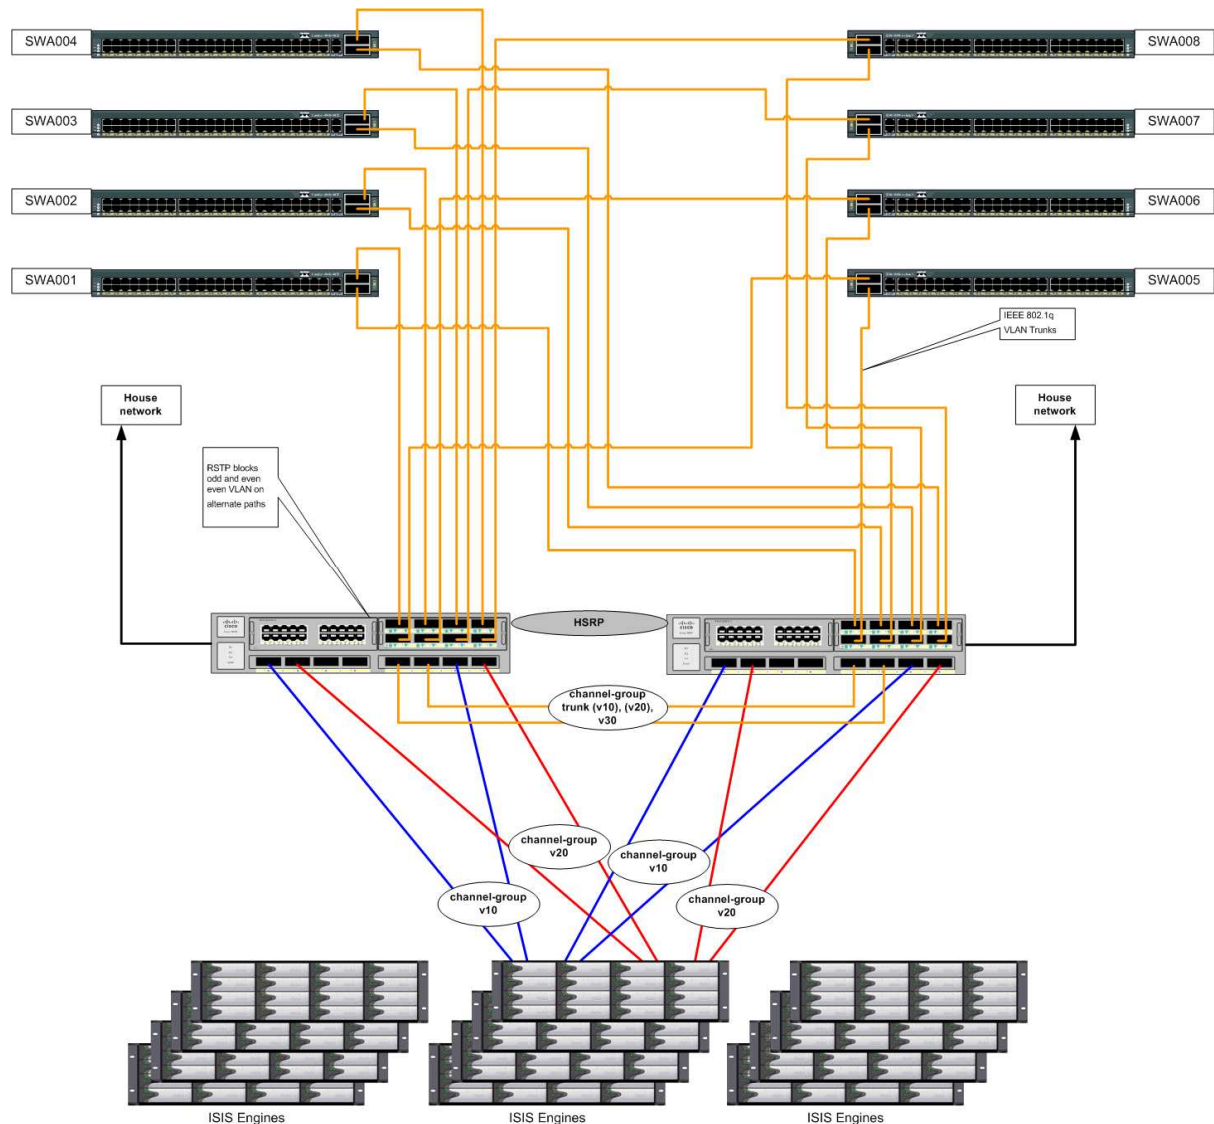 SWA004
SWA008
SWA003
SWA007
SWA002
SWA006
SWA001
SWA005
IEEE 802.1q
VLAN Trunks
House
network
House
network
RSTP blocks
odd and even
even VLAN on
alternate paths
HSRP
channel-group
trunk (v10), (v20),
v30
channel-group
v20
channel-group
v10
channel-group
v10
channel-group
v20
ISIS Engines
ISIS Engines
ISIS Engines